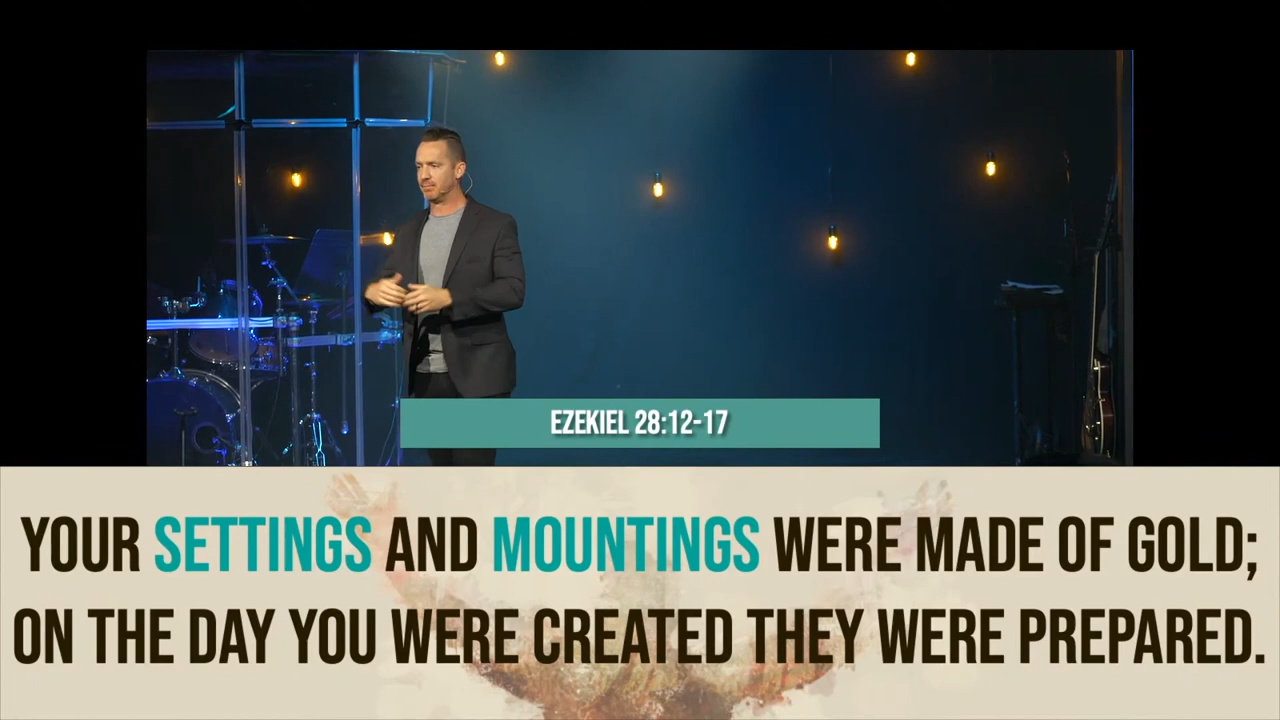 EZEKIEL 28:12-17
YOUR SETTINGS AND MOUNTINGS WERE MADE OF GOLD;
ON THE DAY YOU WERE CREATED THEY WERE PREPARED.